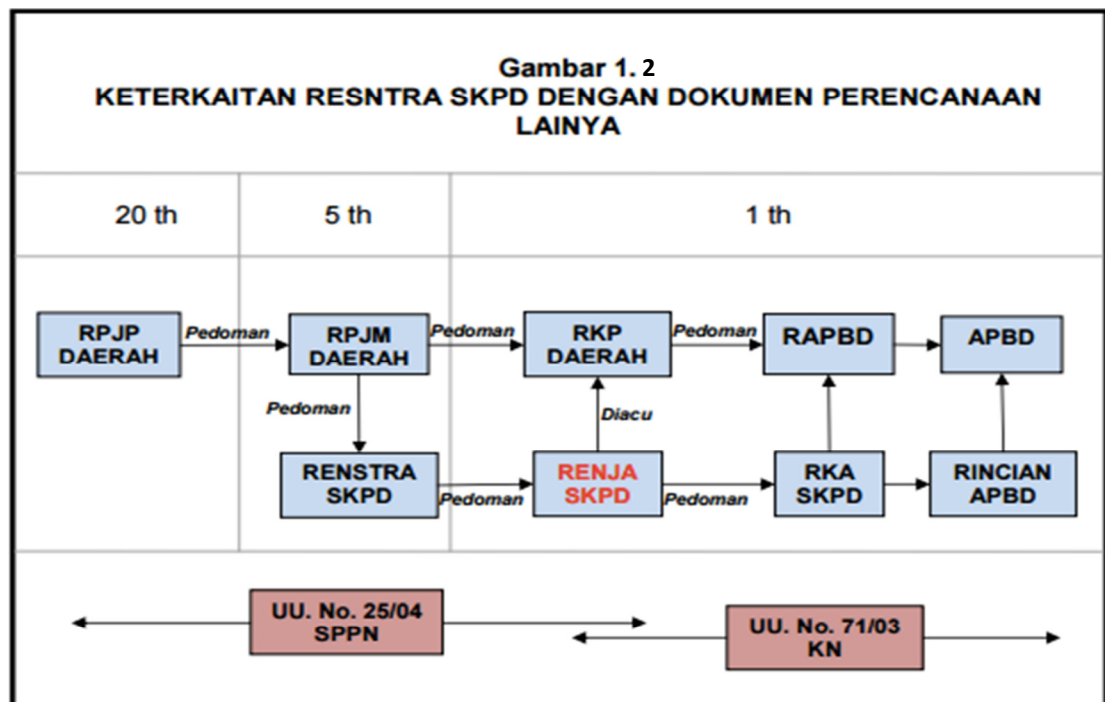 Gambar 1. 2
KETERKAITAN RESNTRA SKPD DENGAN DOKUMEN PERENCANAAN
LAINYA
20 th
5 th
1 th
RPJP
DAERAH
Pedoman
RPJM
DAERAH
Pedoman
RKP
DAERAH
Pedoman
RAPBD
APBD
Pedoman
Diacu
RENSTRA
SKPD
Pedoman
RENJA
SKPD
Pedoman
RKA
SKPD
RINCIAN
APBD
UU. No. 25/04
SPPN
UU. No. 71/03
KN